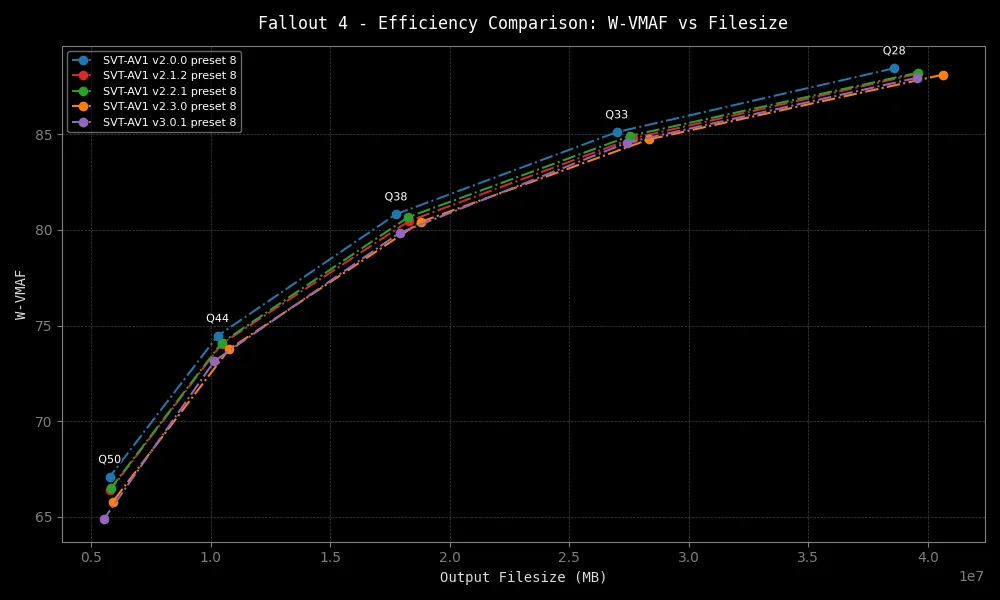 Fallout 4 - Efficiency Comparison: W-VMAF vs Filesize
SVT-AV1 v2.0.0 preset 8
SVT-AV1 v2.1.2 preset 8
SVT-AV1 v2.2.1 preset 8
SVT-AV1 v2.3.0 preset 8
SVT-AV1 v3.0.1 preset 8
Q28
Q33
Q38
Q44
Q50
W-VMAF
85
80
75
70
65
0.5 1.0 1.5 2.0 2.5 3.0 3.5 4.0
1e7
Output Filesize (MB)